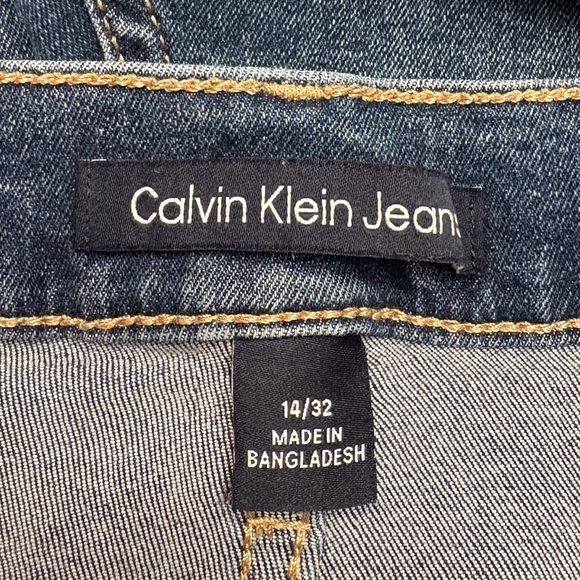 Calvin Klein Jeans
14/32
MADE IN
BANGLADESH